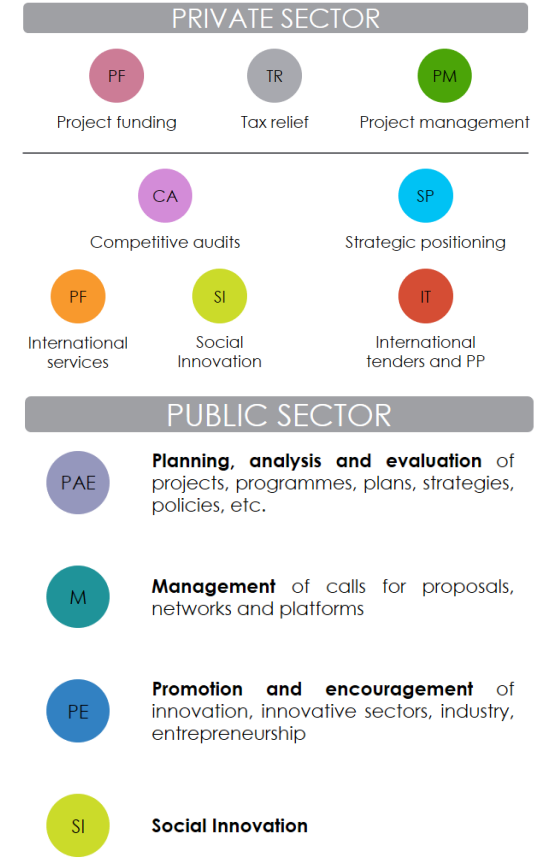 PRIVATE SECTOR
PF TR PM
Project funding Tax relief Project management
CA SP
Competitive audits Strategic positioning
PF SI IT
International Social International
services Innovation tenders and PP
PUBLIC SECTOR
PAE
Planning, analysis and evaluation of
projects, programmes, plans, strategies,
policies, etc.
M
Management of calls for proposals,
networks and platforms
PE
Promotion and encouragement of
innovation, innovative sectors, industry,
entrepreneurship
SI
Social Innovation